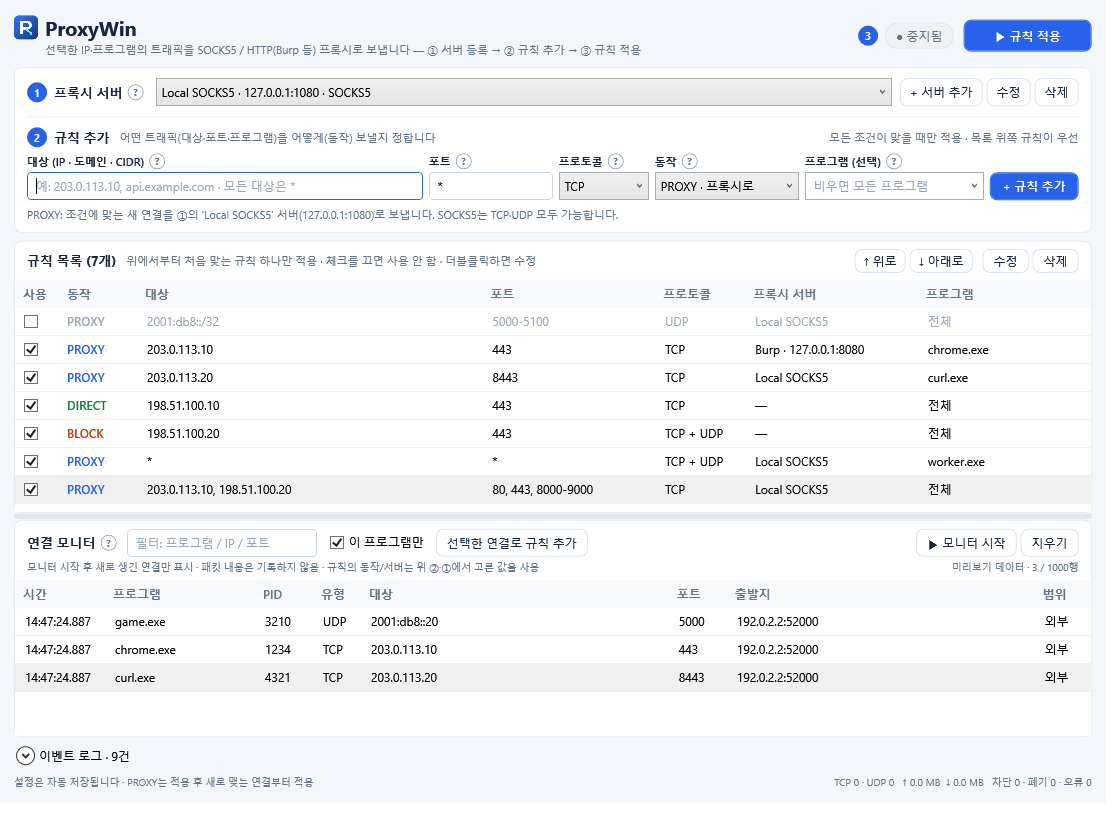 ProxyWin
선택한 IP·프로그램의 트래픽을 SOCKS5 / HTTP(Burp 등) 프록시로 보냅니다 — ① 서버 등록 → ② 규칙 추가 → ③ 규칙 적용
3 ● 중지됨 ▶ 규칙 적용
1 프록시 서버 ? Local SOCKS5 · 127.0.0.1:1080 · SOCKS5 + 서버 추가 수정 삭제
2 규칙 추가 어떤 트래픽(대상·포트·프로그램)을 어떻게(동작) 보낼지 정합니다 모든 조건이 맞을 때만 적용 · 목록 위쪽 규칙이 우선
대상 (IP · 도메인 · CIDR) ? 포트 ? 프로토콜 ? 동작 ? 프로그램 (선택) ?
예: 203.0.113.10, api.example.com · 모든 대상은 * * TCP PROXY · 프록시로 비우면 모든 프로그램 + 규칙 추가
PROXY: 조건에 맞는 새 연결을 ①의 'Local SOCKS5' 서버(127.0.0.1:1080)로 보냅니다. SOCKS5는 TCP·UDP 모두 가능합니다.
규칙 목록 (7개) 위에서부터 처음 맞는 규칙 하나만 적용 · 체크를 끄면 사용 안 함 · 더블클릭하면 수정 ↑ 위로 ↓ 아래로 수정 삭제
사용 동작 대상 포트 프로토콜 프록시 서버 프로그램
PROXY 2001:db8::/32 5000-5100 UDP Local SOCKS5 전체
PROXY 203.0.113.10 443 TCP Burp · 127.0.0.1:8080 chrome.exe
PROXY 203.0.113.20 8443 TCP Local SOCKS5 curl.exe
DIRECT 198.51.100.10 443 TCP — 전체
BLOCK 198.51.100.20 443 TCP + UDP — 전체
PROXY * * TCP + UDP Local SOCKS5 worker.exe
PROXY 203.0.113.10, 198.51.100.20 80, 443, 8000-9000 TCP Local SOCKS5 전체
연결 모니터 ? 필터: 프로그램 / IP / 포트 이 프로그램만 선택한 연결로 규칙 추가 ▶ 모니터 시작 지우기
모니터 시작 후 새로 생긴 연결만 표시 · 패킷 내용은 기록하지 않음 · 규칙의 동작/서버는 위 ②·①에서 고른 값을 사용 미리보기 데이터 · 3 / 1000행
시간 프로그램 PID 유형 대상 포트 출발지 범위
14:47:24.887 game.exe 3210 UDP 2001:db8::20 5000 192.0.2.2:52000 외부
14:47:24.887 chrome.exe 1234 TCP 203.0.113.10 443 192.0.2.2:52000 외부
14:47:24.887 curl.exe 4321 TCP 203.0.113.20 8443 192.0.2.2:52000 외부
이벤트 로그 · 9건
설정은 자동 저장됩니다 · PROXY는 적용 후 새로 맺는 연결부터 적용 TCP 0 · UDP 0 ↑ 0.0 MB ↓ 0.0 MB 차단 0 · 폐기 0 · 오류 0